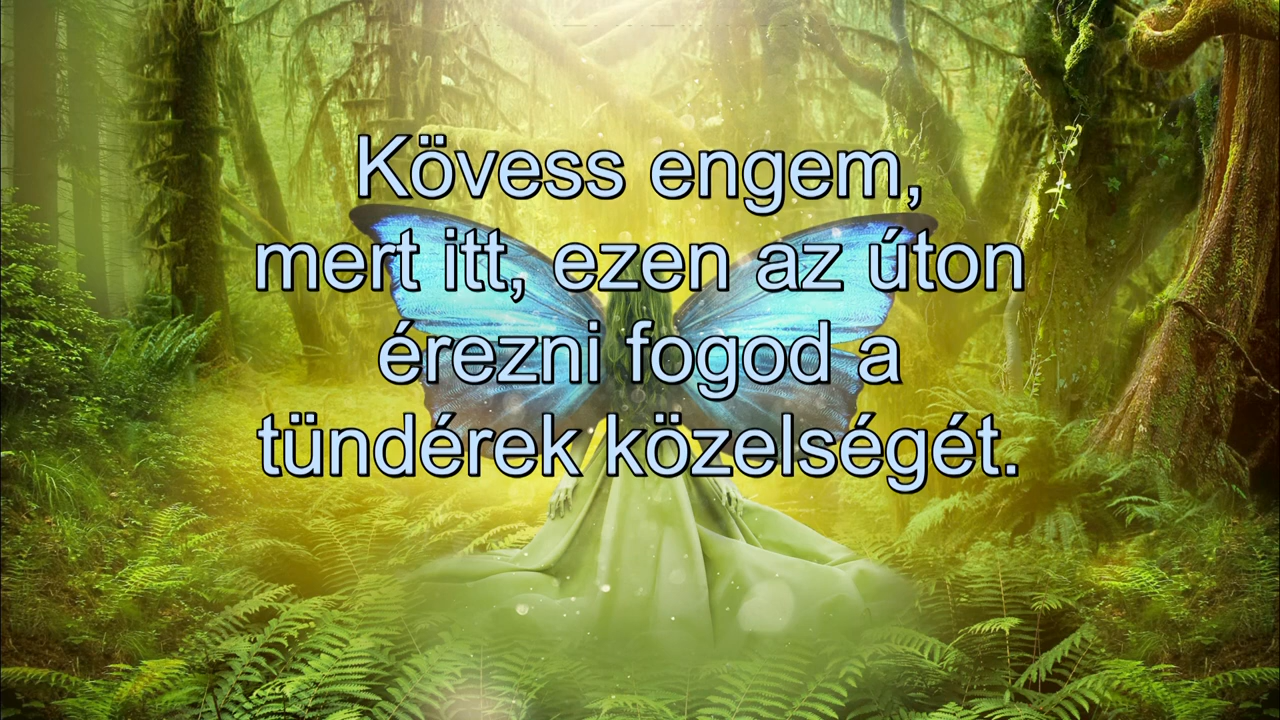 Kövess engem,
mert itt, ezen az úton
érezni fogod a
tündérek közelségét.